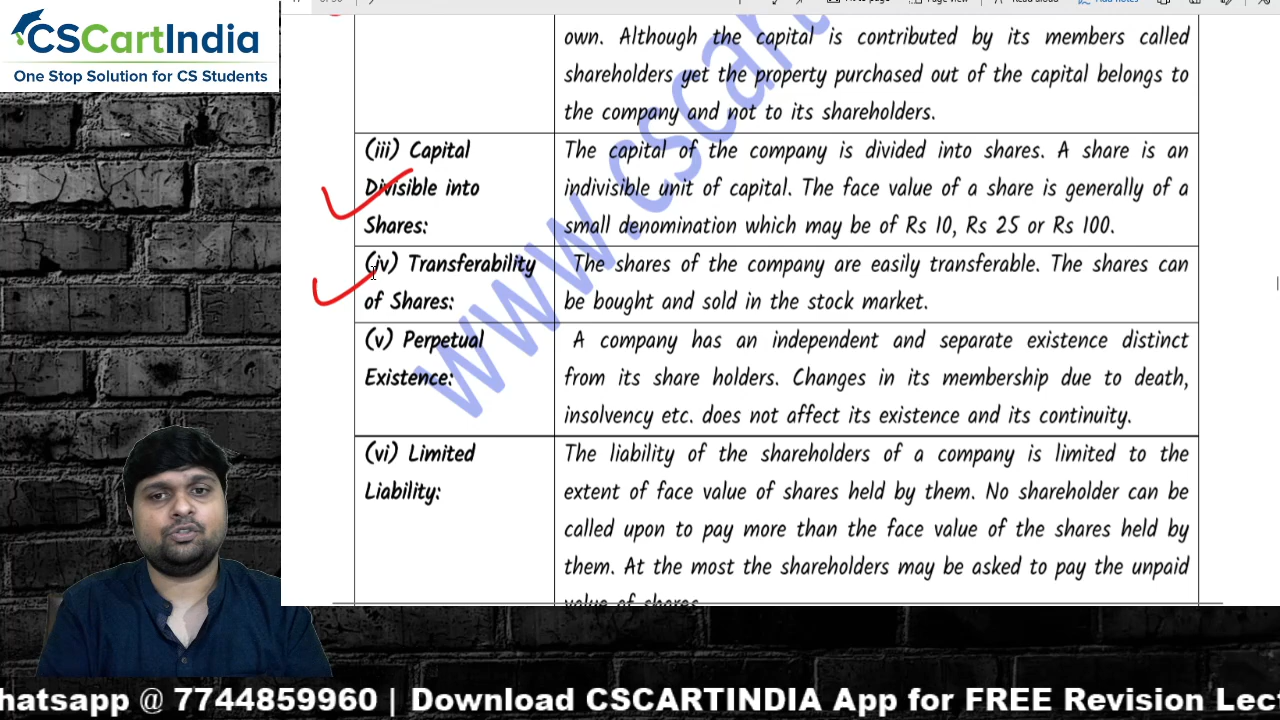 CSCartIndia
One Stop Solution for CS Students
Read aloud
Add notes
own. Although the capital is contributed by its members called
shareholders yet the property purchased out of the capital belongs to
the company and not to its shareholders.
(iii) Capital
Divisible into
Shares:
The capital of the company is divided into shares. A share is an
indivisible unit of capital. The face value of a share is generally of a
small denomination which may be of Rs 10, Rs 25 or Rs 100.
(iv) Transferability
of Shares:
The shares of the company are easily transferable. The shares can
be bought and sold in the stock market.
(v) Perpetual
Existence:
A company has an independent and separate existence distinct
from its share holders. Changes in its membership due to death,
insolvency etc. does not affect its existence and its continuity.
(vi) Limited
Liability:
The liability of the shareholders of a company is limited to the
extent of face value of shares held by them. No shareholder can be
called upon to pay more than the face value of the shares held by
them. At the most the shareholders may be asked to pay the unpaid
value of shares
www.cscar
hatsapp @ 7744859960 | Download CSCARTINDIA App for FREE Revision Lec